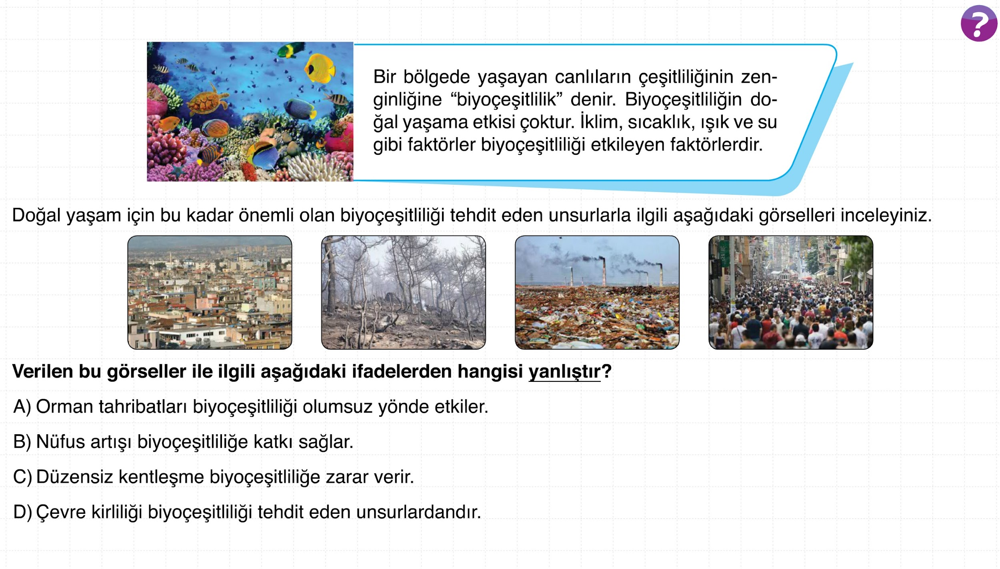 ?
Bir bölgede yaşayan canlıların çeşitliliğinin zen-
ginliğine “biyoçeşitlilik” denir. Biyoçeşitliliğin do-
ğal yaşama etkisi çoktur. İklim, sıcaklık, ışık ve su
gibi faktörler biyoçeşitliliği etkileyen faktörlerdir.
Doğal yaşam için bu kadar önemli olan biyoçeşitliliği tehdit eden unsurlarla ilgili aşağıdaki görselleri inceleyiniz.
Verilen bu görseller ile ilgili aşağıdaki ifadelerden hangisi yanlıştır?
A) Orman tahribatları biyoçeşitliliği olumsuz yönde etkiler.
B) Nüfus artışı biyoçeşitliliğe katkı sağlar.
C) Düzensiz kentleşme biyoçeşitliliğe zarar verir.
D) Çevre kirliliği biyoçeşitliliği tehdit eden unsurlardandır.